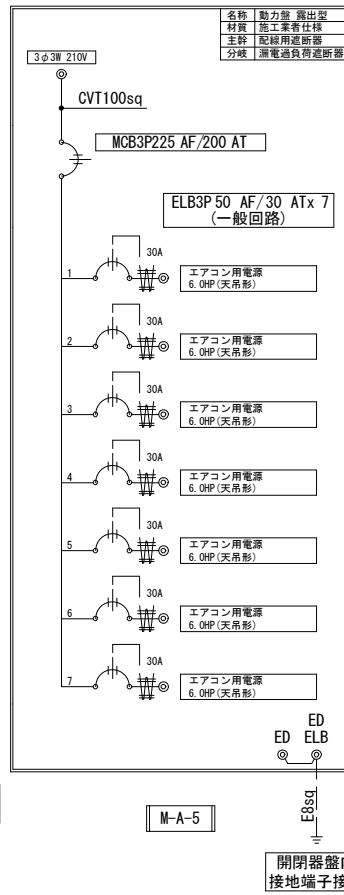 名称 動力盤 露出型
材質 施工業者仕様
主幹 配線用遮断器
分岐 漏電過負荷遮断器
3φ3W 210V
CVT100sq
MCB3P225 AF/200 AT
ELB3P 50 AF/30 ATx 7
(一般回路)
30A
1 エアコン用電源
6.0HP(天吊形)
30A
2 エアコン用電源
6.0HP(天吊形)
30A
3 エアコン用電源
6.0HP(天吊形)
30A
4 エアコン用電源
6.0HP(天吊形)
30A
5 エアコン用電源
6.0HP(天吊形)
30A
6 エアコン用電源
6.0HP(天吊形)
30A
7 エアコン用電源
6.0HP(天吊形)
ED
ED ELB
E8sq
M-A-5
開閉器盤
接地端子接